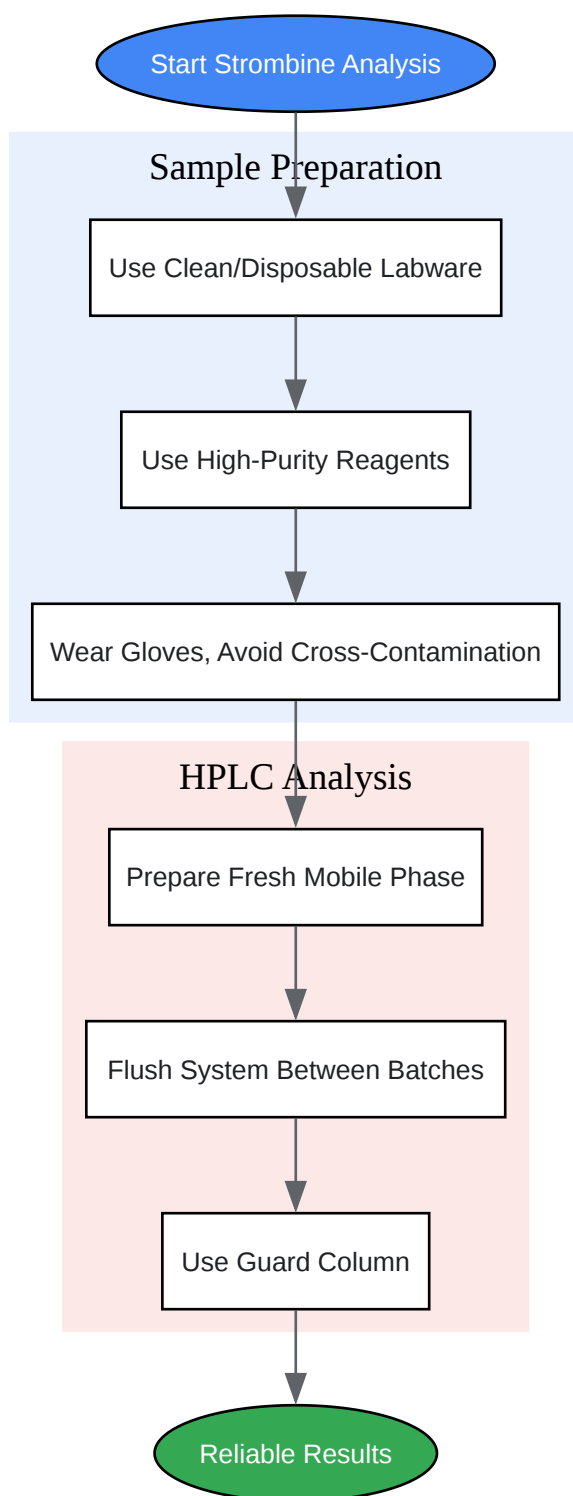 Start Strombine Analysis
Sample Preparation
Use Clean/Disposable Labware
Use High-Purity Reagents
Wear Gloves, Avoid Cross-Contamination
HPLC Analysis
Prepare Fresh Mobile Phase
Flush System Between Batches
Use Guard Column
Reliable Results